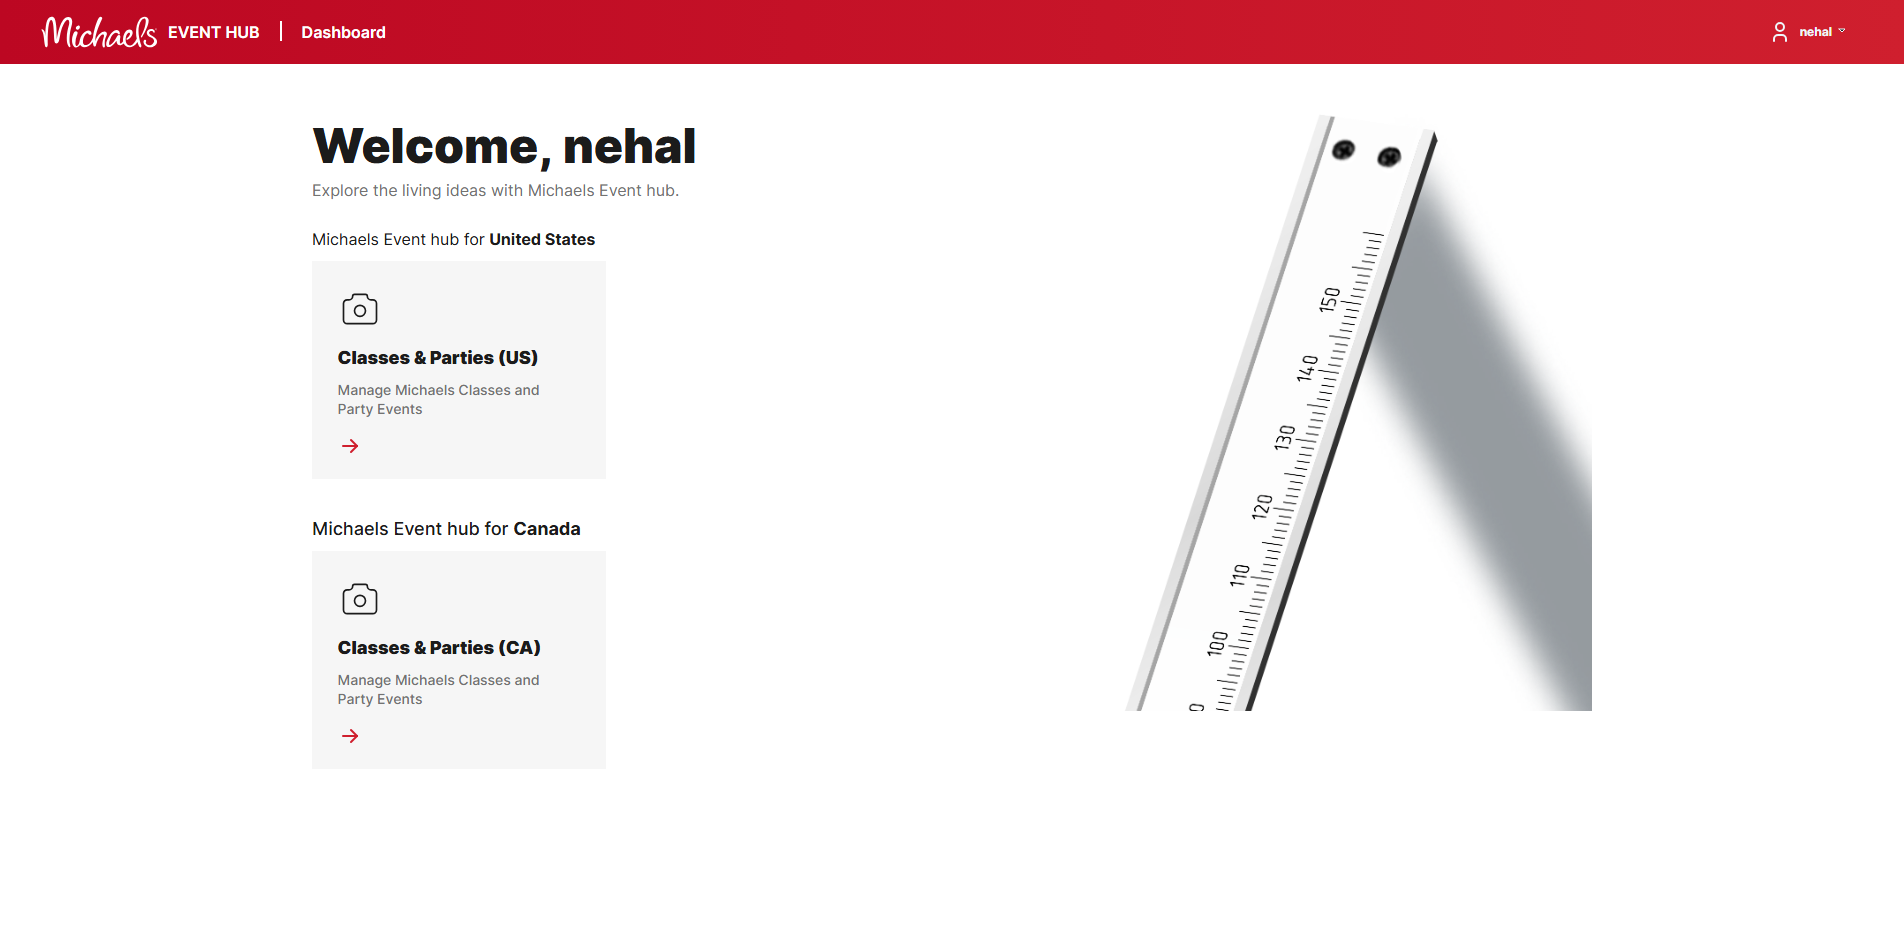 Michaels EVENT HUB
Dashboard
nehal
Welcome, nehal
Explore the living ideas with Michaels Event hub.
Michaels Event hub for United States
Classes & Parties (US)
Manage Michaels Classes and
Party Events
Michaels Event hub for Canada
Classes & Parties (CA)
Manage Michaels Classes and
Party Events
150
140
130
120
110
100